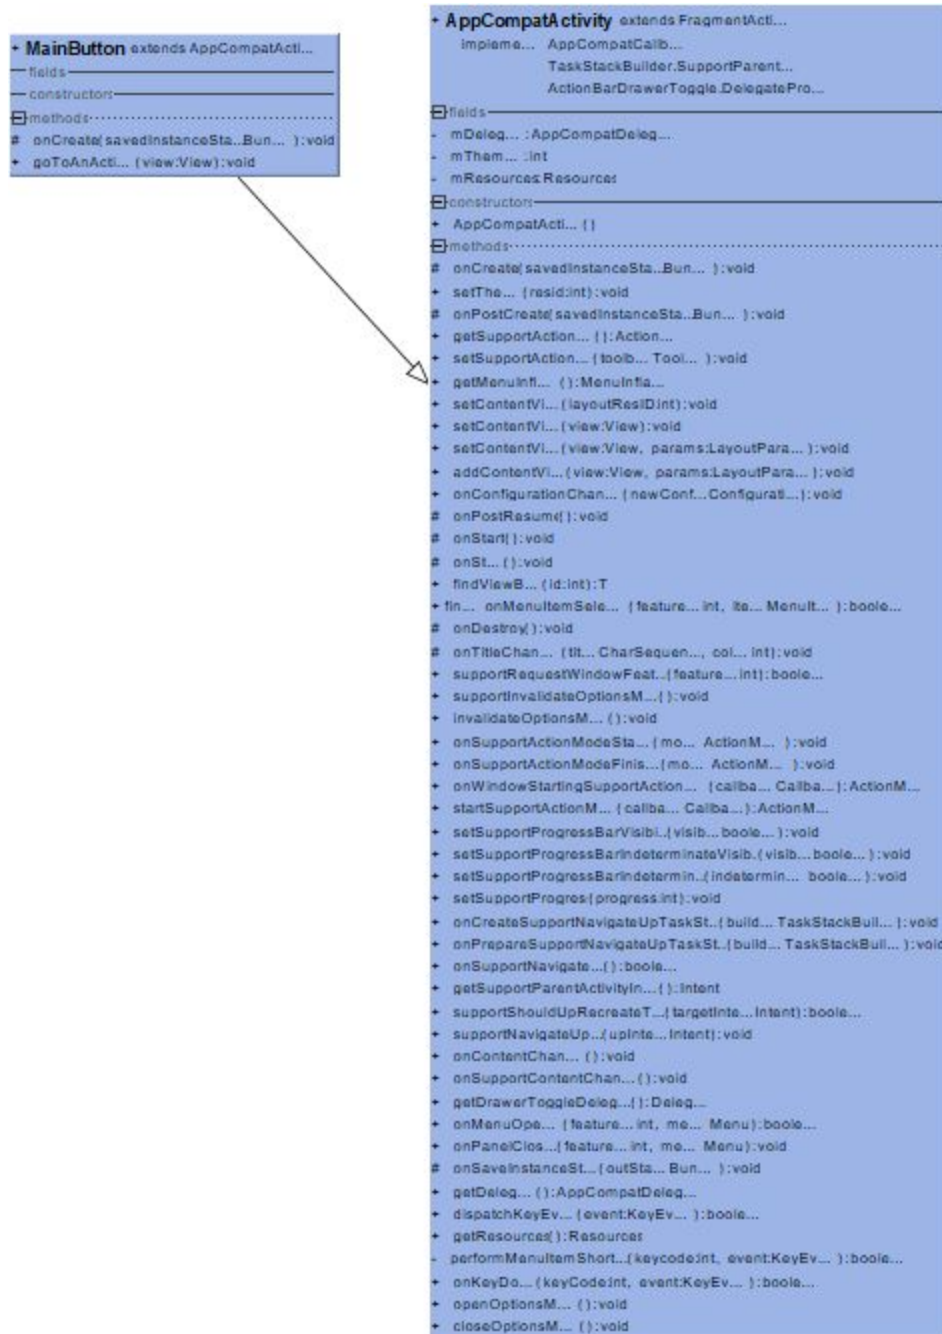 + MainButton extends AppCompatActi...
fields
constructors
methods
# onCreate(savedInstanceSta...Bun... ):void
+ goToAnActi... (view:View):void
+ AppCompatActivity extends FragmentActi...
impleme... AppCompatCallb...
TaskStackBuilder.SupportParent...
ActionBarDrawerToggle.DelegatePro...
fields
- mDeleg... :AppCompatDeleg...
- mThem... :int
- mResources:Resources
constructors
+ AppCompatActi... ()
methods
# onCreate(savedInstanceSta...Bun... ):void
+ setThe... (resid:int):void
# onPostCreate(savedInstanceSta...Bun... ):void
+ getSupportAction... ():Action...
+ setSupportAction... (toolb... Tool... ):void
+ getMenuInfl... ():MenuInfla...
+ setContentVi... (layoutResID:int):void
+ setContentVi... (view:View):void
+ setContentVi... (view:View, params:LayoutPara... ):void
+ addContentVi... (view:View, params:LayoutPara... ):void
+ onConfigurationChan... (newConf...Configurati...):void
# onPostResume():void
# onStart():void
# onSt... ():void
+ findViewB... (id:int):T
+ fin... onMenuItemSele... (feature... int, ite... MenuIt... ):boole...
# onDestroy():void
# onTitleChan... (tit... CharSequen..., col... int):void
+ supportRequestWindowFeat...(feature... int):boole...
+ supportInvalidateOptionsM...():void
+ invalidateOptionsM... ():void
+ onSupportActionModeSta... (mo... ActionM... ):void
+ onSupportActionModeFinis...(mo... ActionM... ):void
+ onWindowStartingSupportAction... (callba... Callba...):ActionM...
+ startSupportActionM... (callba... Callba...):ActionM...
+ setSupportProgressBarVisibi..(visib... boole... ):void
+ setSupportProgressBarIndeterminateVisib.(visib... boole... ):void
+ setSupportProgressBarIndetermin..(indetermin... boole... ):void
+ setSupportProgres(progress:int):void
+ onCreateSupportNavigateUpTaskSt..(build... TaskStackBuil... ):void
+ onPrepareSupportNavigateUpTaskSt..(build... TaskStackBuil... ):void
+ onSupportNavigate...():boole...
+ getSupportParentActivityIn... ():Intent
+ supportShouldUpRecreateT...(targetInte... Intent):boole...
+ supportNavigateUp...(upInte... Intent):void
+ onContentChan... ():void
+ onSupportContentChan... ():void
+ getDrawerToggleDeleg...():Deleg...
+ onMenuOpe... (feature... int, me... Menu):boole...
+ onPanelClos...(feature... int, me... Menu):void
# onSaveInstanceSt... (outSta... Bun... ):void
+ getDeleg... ():AppCompatDeleg...
+ dispatchKeyEv... (event:KeyEv... ):boole...
+ getResources():Resources
- performMenuItemShort...(keycode:int, event:KeyEv... ):boole...
+ onKeyDo... (keyCode:int, event:KeyEv... ):boole...
+ openOptionsM... ():void
+ closeOptionsM... ():void